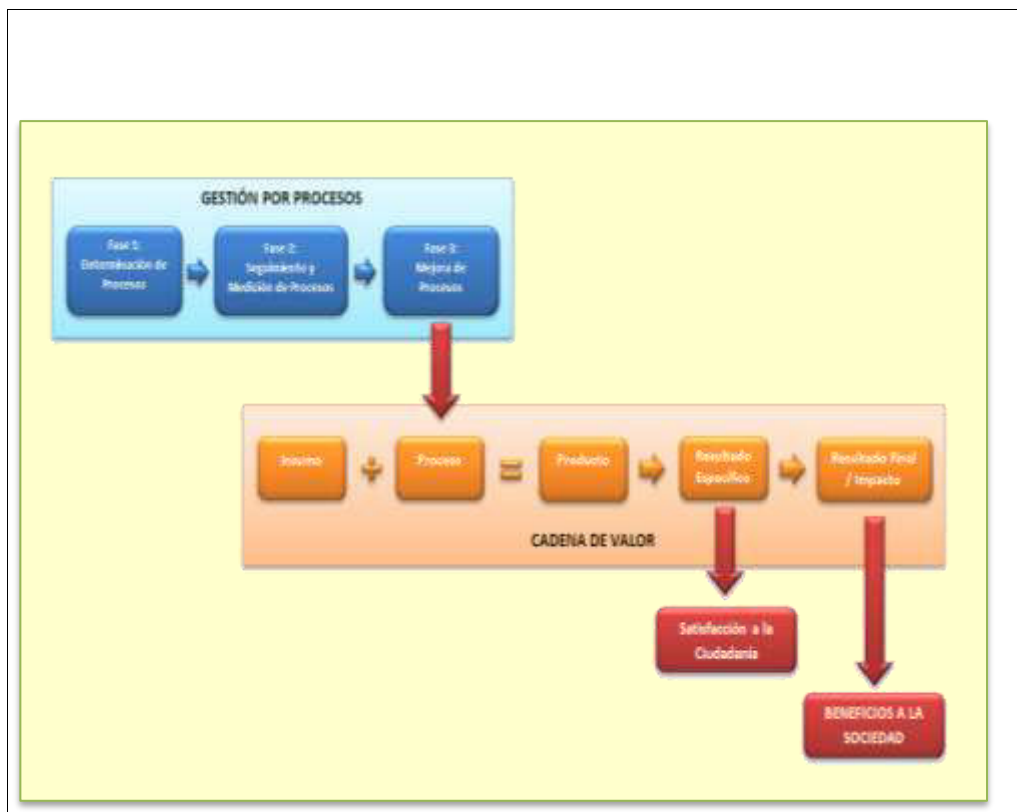 GESTIÓN POR PROCESOS
Fase 1:
Determinación de
Procesos
Fase 2:
Seguimiento y
Medición de Procesos
Fase 3:
Mejora de
Procesos
Insumo
Proceso
Producto
Resultado
Específico
Resultado Final
/ Impacto
CADENA DE VALOR
Satisfacción a la
Ciudadanía
BENEFICIOS A LA
SOCIEDAD